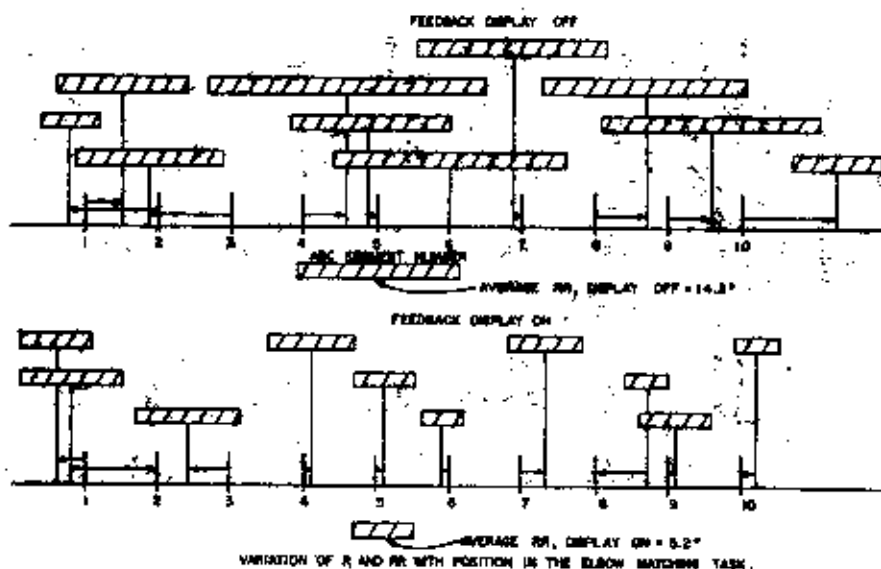 FEEDBACK DISPLAY OFF
1 2 3 4 5 6 7 8 9 10
ARC SEGMENT NUMBER
AVERAGE RR, DISPLAY OFF = 14.2°
FEEDBACK DISPLAY ON
1 2 3 4 5 6 7 8 9 10
AVERAGE RR, DISPLAY ON = 5.2°
VARIATION OF R AND RR WITH POSITION IN THE ELBOW MATCHING TASK.